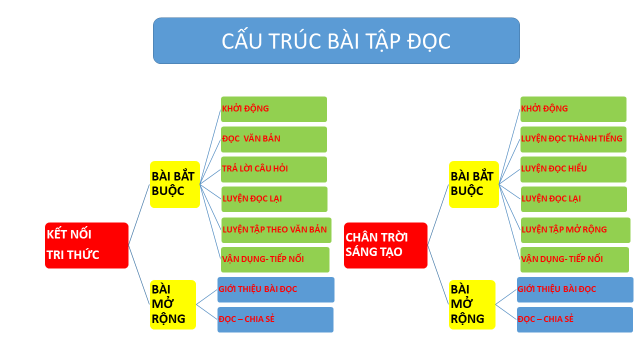 CẤU TRÚC BÀI TẬP ĐỌC
KẾT NỐI
TRI THỨC
BÀI BẮT
BUỘC
KHỞI ĐỘNG
ĐỌC VĂN BẢN
TRẢ LỜI CÂU HỎI
LUYỆN ĐỌC LẠI
LUYỆN TẬP THEO VĂN BẢN
VẬN DỤNG- TIẾP NỐI
BÀI
MỞ
RỘNG
GIỚI THIỆU BÀI ĐỌC
ĐỌC – CHIA SẺ
CHÂN TRỜI
SÁNG TẠO
BÀI BẮT
BUỘC
KHỞI ĐỘNG
LUYỆN ĐỌC THÀNH TIẾNG
LUYỆN ĐỌC HIỂU
LUYỆN ĐỌC LẠI
LUYỆN TẬP MỞ RỘNG
VẬN DỤNG- TIẾP NỐI
BÀI
MỞ
RỘNG
GIỚI THIỆU BÀI ĐỌC
ĐỌC – CHIA SẺ